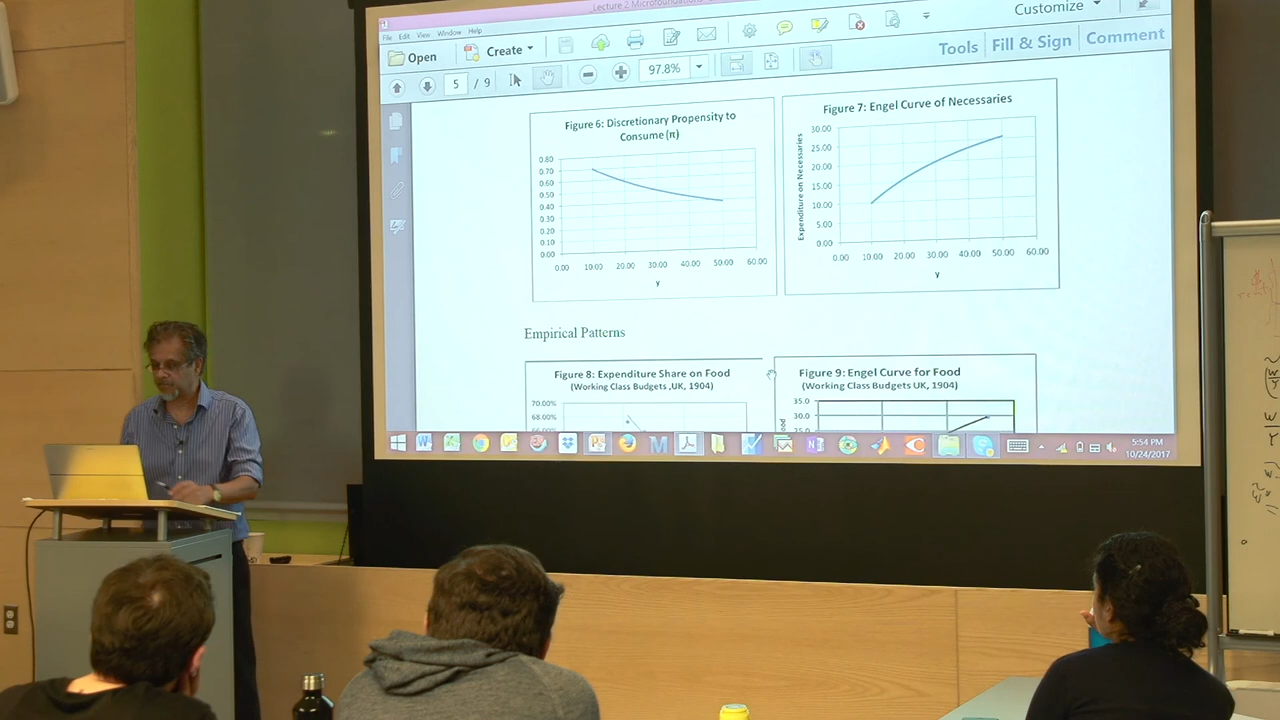 Lecture 2 Microfoundations
File Edit View Window Help
Open
Create
Customize
5 / 9
97.8%
Tools
Fill & Sign
Comment
Figure 6: Discretionary Propensity to
Consume (π)
0.80
0.70
0.60
0.50
0.40
0.30
0.20
0.10
0.00
0.00 10.00 20.00 30.00 40.00 50.00 60.00
y
Figure 7: Engel Curve of Necessaries
Expenditure on Necessaries
30.00
25.00
20.00
15.00
10.00
5.00
0.00
0.00 10.00 20.00 30.00 40.00 50.00 60.00
y
Empirical Patterns
Figure 8: Expenditure Share on Food
(Working Class Budgets ,UK, 1904)
70.00%
68.00%
Figure 9: Engel Curve for Food
(Working Class Budgets UK, 1904)
35.0
30.0
5:54 PM
10/24/2017